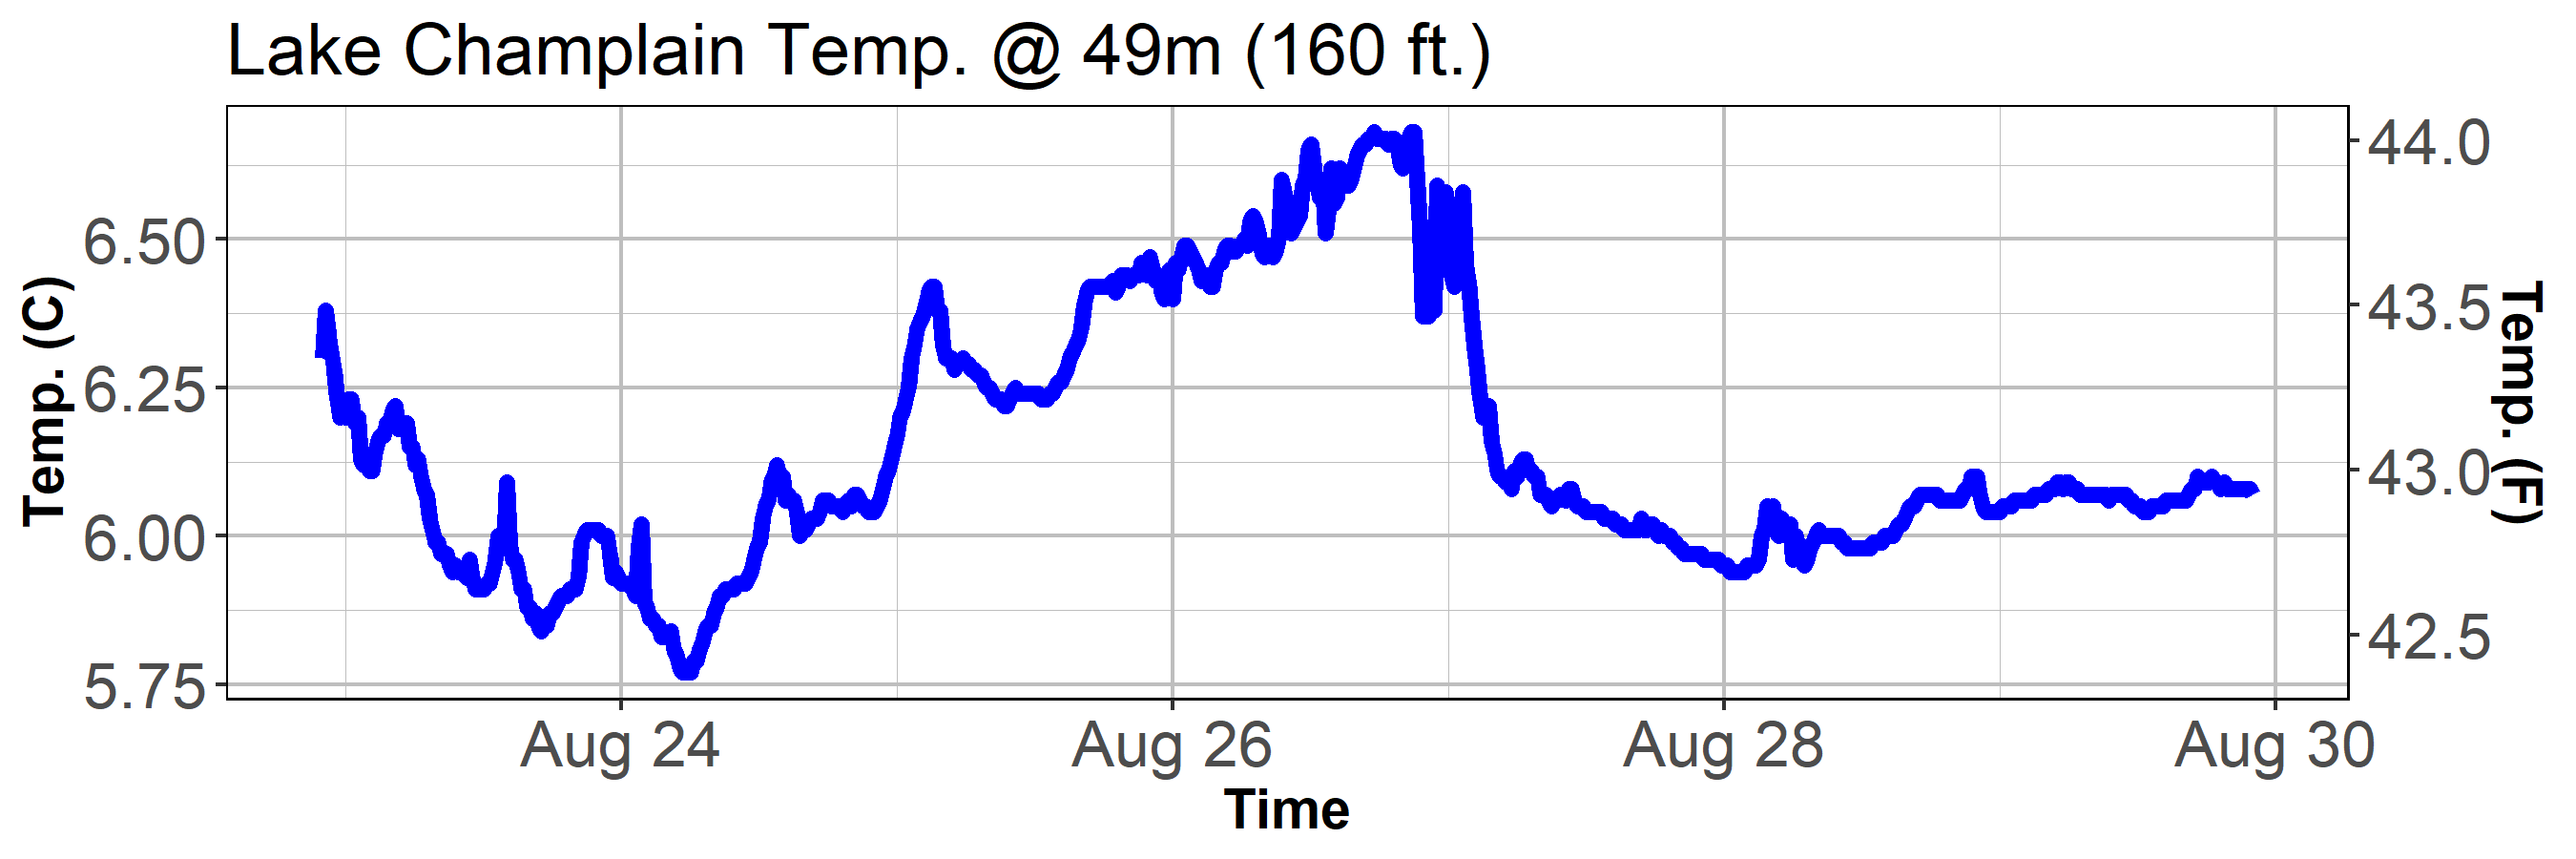 Lake Champlain Temp. @ 49m (160 ft.)
Temp. (C)
6.50
6.25
6.00
5.75
44.0
43.5
43.0
42.5
Temp. (F)
Aug 24 Aug 26 Aug 28 Aug 30
Time